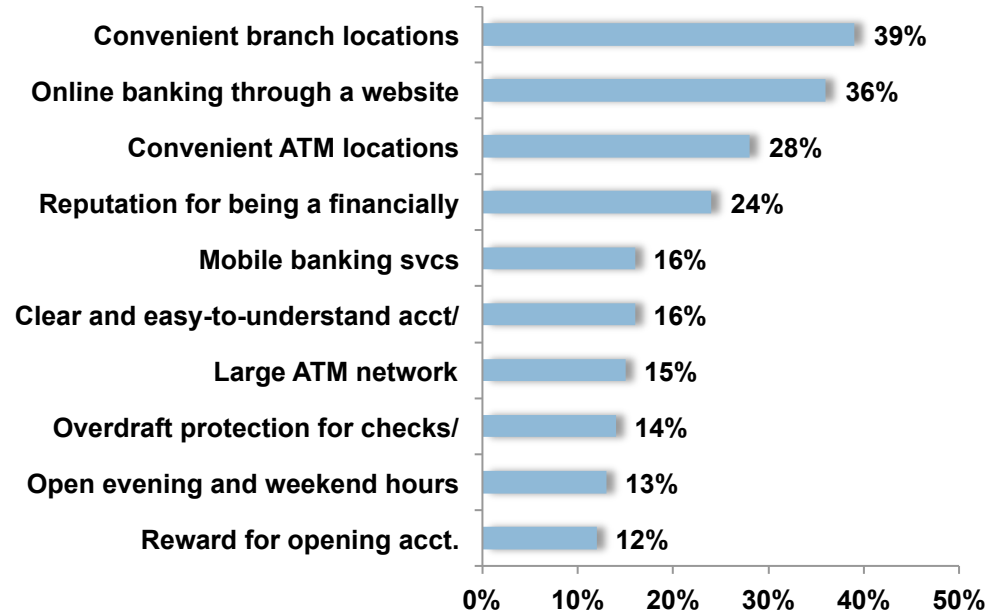 Convenient branch locations 39%
Online banking through a website 36%
Convenient ATM locations 28%
Reputation for being a financially 24%
Mobile banking svcs 16%
Clear and easy-to-understand acct/ 16%
Large ATM network 15%
Overdraft protection for checks/ 14%
Open evening and weekend hours 13%
Reward for opening acct. 12%
0% 10% 20% 30% 40% 50%